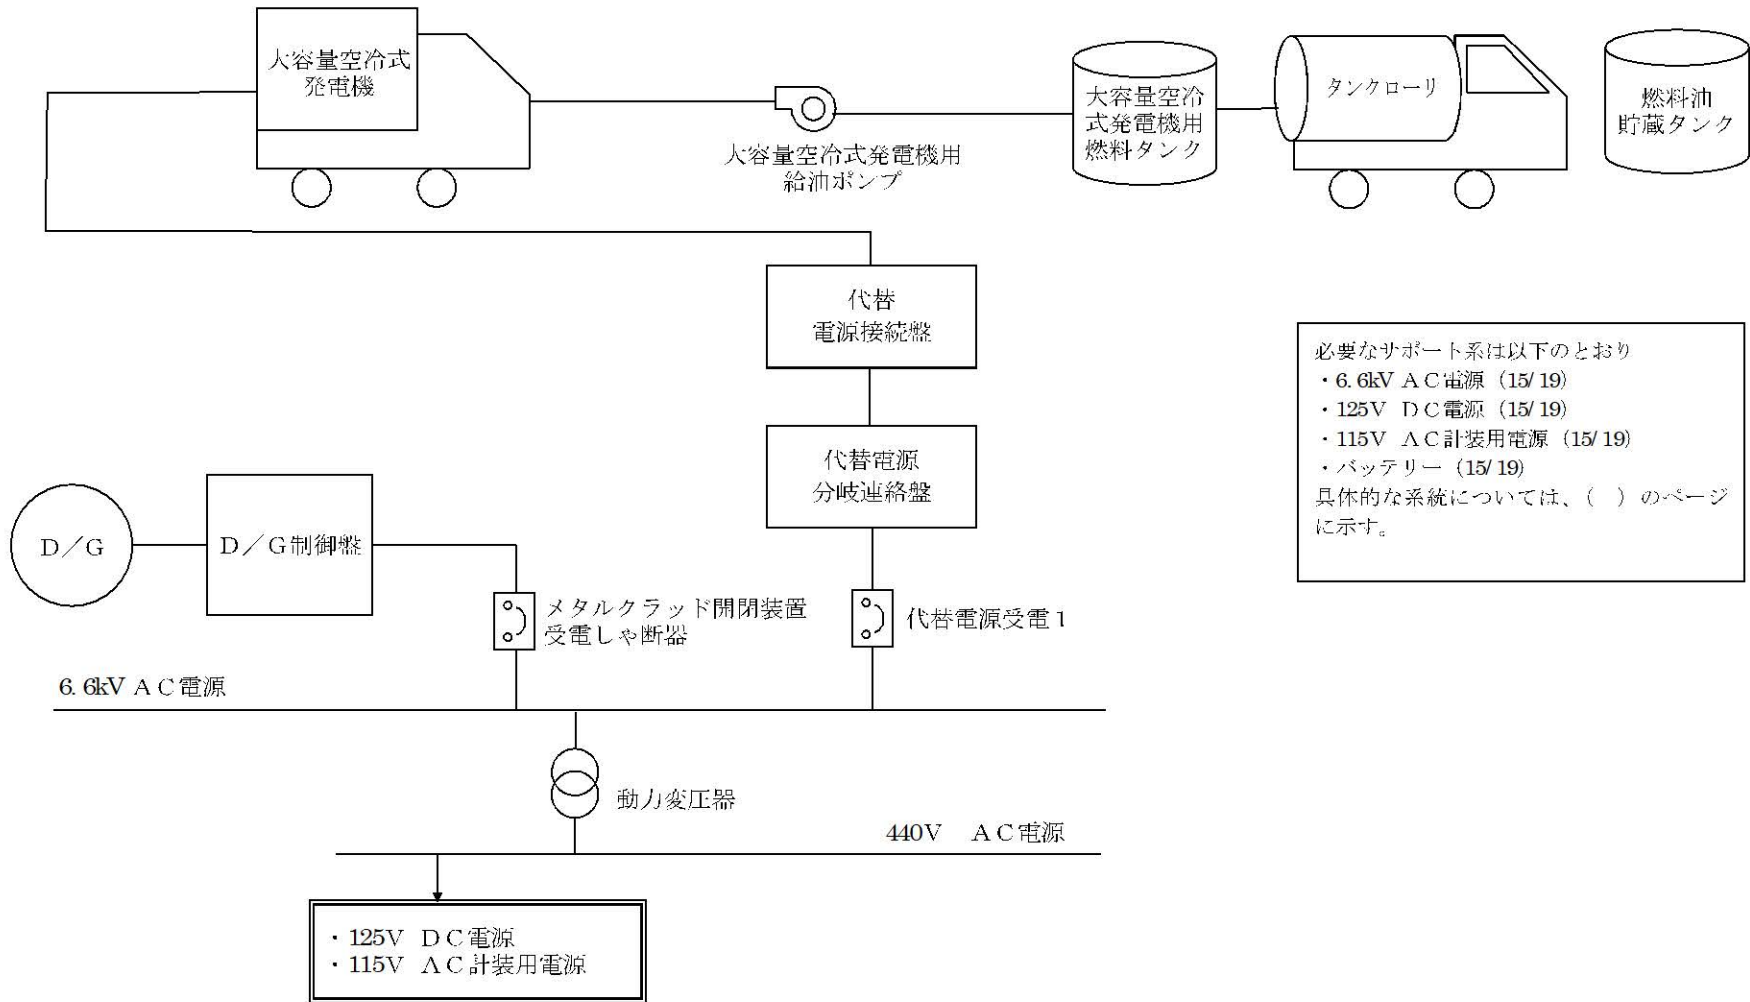 大容量空冷式
発電機
大容量空冷式発電機用
給油ポンプ
大容量空冷
式発電機用
燃料タンク
タンクローリ
燃料油
貯蔵タンク
代替
電源接続盤
代替電源
分岐連絡盤
必要なサポート系は以下のとおり
・6.6kV AC電源 (15/19)
・125V DC電源 (15/19)
・115V AC計装用電源 (15/19)
・バッテリー (15/19)
具体的な系統については、( )のページ
に示す。
D/G
D/G制御盤
メタルクラッド開閉装置
受電しゃ断器
代替電源受電1
6.6kV AC電源
動力変圧器
440V AC電源
・125V DC電源
・115V AC計装用電源